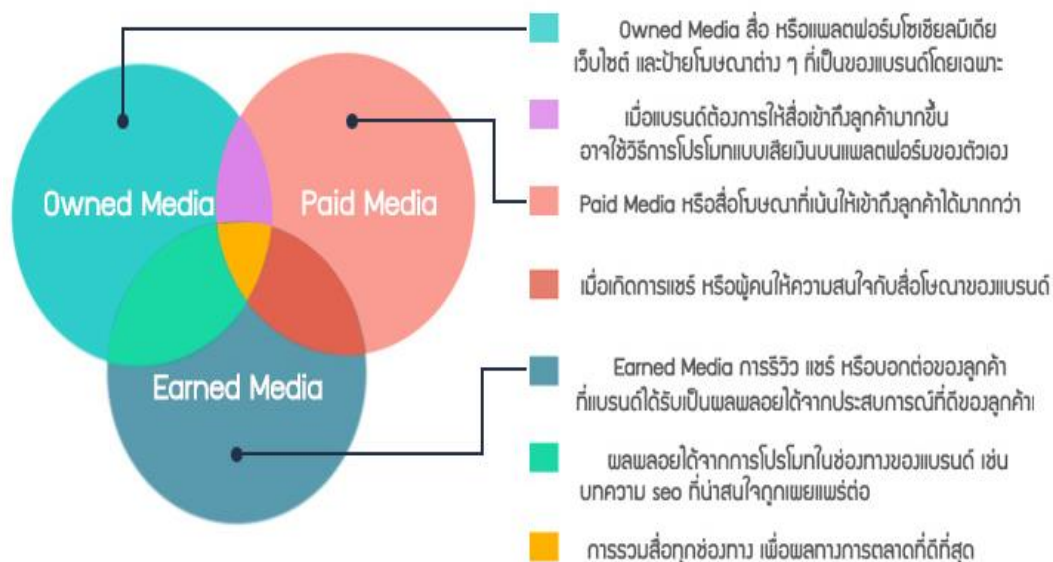 Owned Media
Paid Media
Earned Media
Owned Media สื่อ หรือแพลตฟอร์มโซเชียลมีเดีย
เว็บไซต์ และป้ายโฆษณาต่าง ๆ ที่เป็นของแบรนด์โดยเฉพาะ
เมื่อแบรนด์ต้องการให้สื่อเข้าถึงลูกค้ามากขึ้น
อาจใช้วิธีการโปรโมทแบบเสียเงินบนแพลตฟอร์มของตัวเอง
Paid Media หรือสื่อโฆษณาที่เน้นให้เข้าถึงลูกค้าได้มากกว่า
เมื่อเกิดการแชร์ หรือผู้คนให้ความสนใจกับสื่อโษณาของแบรนด์
Earned Media การรีวิว แชร์ หรือบอกต่อของลูกค้า
ที่แบรนด์ได้รับเป็นผลพลอยได้จากประสบการณ์ที่ดีของลูกค้า
ผลพลอยได้จากการโปรโมทในช่องทางของแบรนด์ เช่น
บทความ seo ที่น่าสนใจถูกเผยแพร่ต่อ
การรวมสื่อทุกช่องทาง เพื่อผลทางการตลาดที่ดีที่สุด